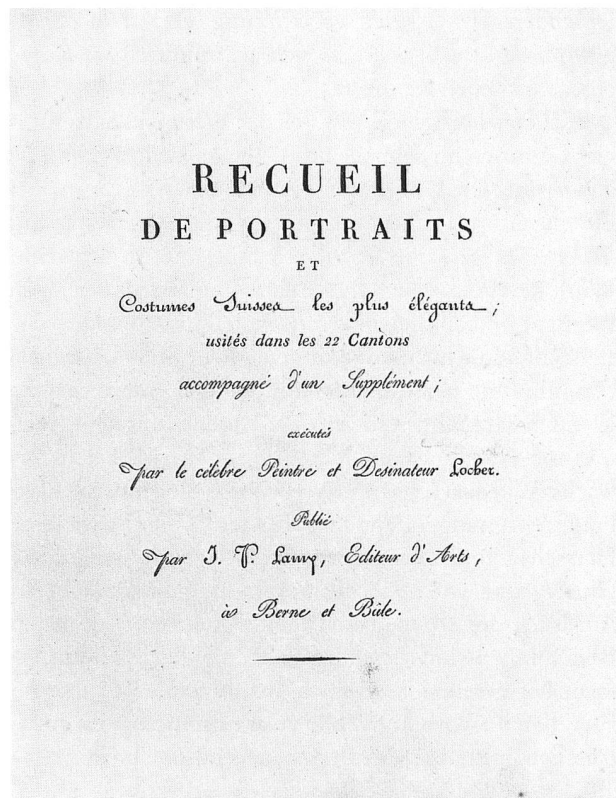 RECUEIL
DE PORTRAITS
ET
Costumes Suisses les plus élégants;
usités dans les 22 Cantons
accompagné d'un Supplément;
exécutés
par le célèbre Peintre et Desinateur Locher.
Publié
par J. P. Lamy, Editeur d'Arts,
à Berne et Bâle.